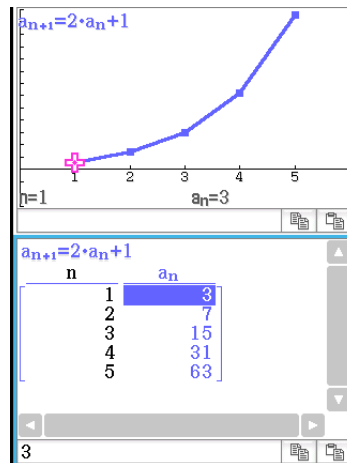 aₙ₊₁=2·aₙ+1
1 2 3 4 5
n=1 aₙ=3
aₙ₊₁=2·aₙ+1
n aₙ
1 3
2 7
3 15
4 31
5 63
3